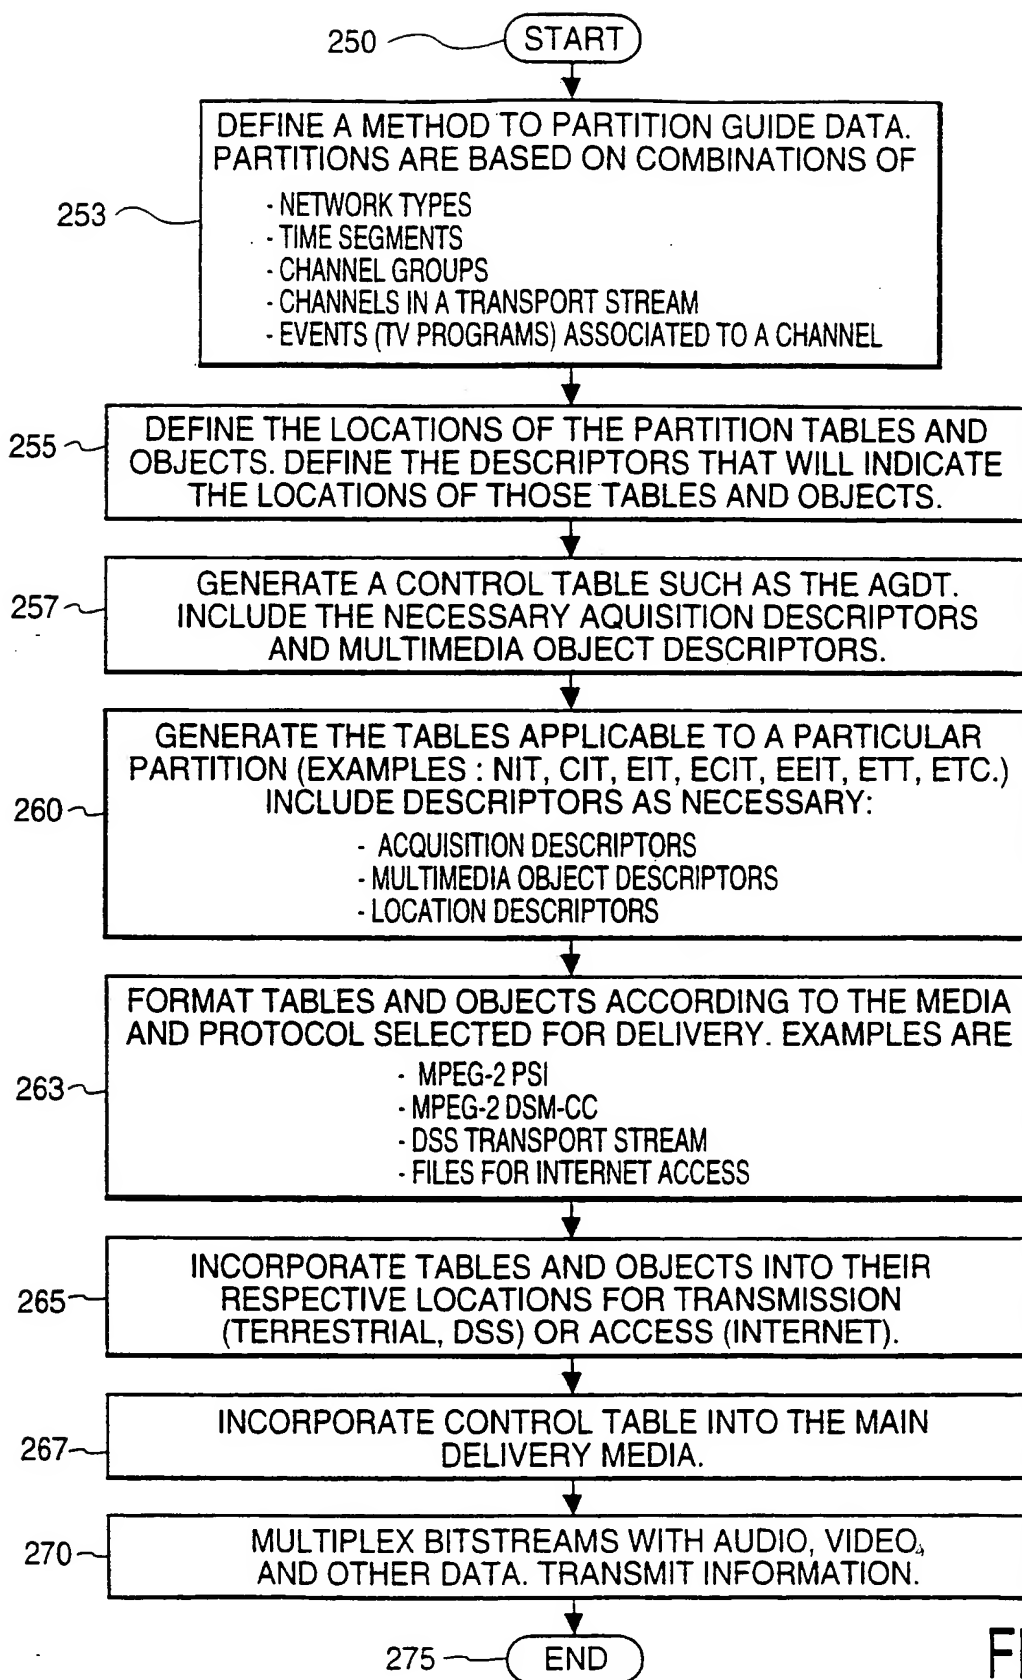 250 START
DEFINE A METHOD TO PARTITION GUIDE DATA.
PARTITIONS ARE BASED ON COMBINATIONS OF
253
- NETWORK TYPES
- TIME SEGMENTS
- CHANNEL GROUPS
- CHANNELS IN A TRANSPORT STREAM
- EVENTS (TV PROGRAMS) ASSOCIATED TO A CHANNEL
255
DEFINE THE LOCATIONS OF THE PARTITION TABLES AND
OBJECTS. DEFINE THE DESCRIPTORS THAT WILL INDICATE
THE LOCATIONS OF THOSE TABLES AND OBJECTS.
257
GENERATE A CONTROL TABLE SUCH AS THE AGDT.
INCLUDE THE NECESSARY AQUISITION DESCRIPTORS
AND MULTIMEDIA OBJECT DESCRIPTORS.
260
GENERATE THE TABLES APPLICABLE TO A PARTICULAR
PARTITION (EXAMPLES : NIT, CIT, EIT, ECIT, EEIT, ETT, ETC.)
INCLUDE DESCRIPTORS AS NECESSARY:
- ACQUISITION DESCRIPTORS
- MULTIMEDIA OBJECT DESCRIPTORS
- LOCATION DESCRIPTORS
263
FORMAT TABLES AND OBJECTS ACCORDING TO THE MEDIA
AND PROTOCOL SELECTED FOR DELIVERY. EXAMPLES ARE
- MPEG-2 PSI
- MPEG-2 DSM-CC
- DSS TRANSPORT STREAM
- FILES FOR INTERNET ACCESS
265
INCORPORATE TABLES AND OBJECTS INTO THEIR
RESPECTIVE LOCATIONS FOR TRANSMISSION
(TERRESTRIAL, DSS) OR ACCESS (INTERNET).
267
INCORPORATE CONTROL TABLE INTO THE MAIN
DELIVERY MEDIA.
270
MULTIPLEX BITSTREAMS WITH AUDIO, VIDEO,
AND OTHER DATA. TRANSMIT INFORMATION.
275 END